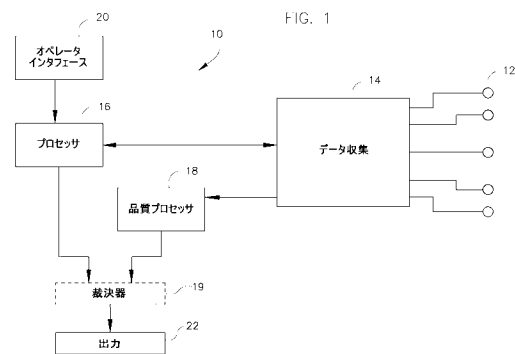 FIG. 1
20
10
オペレータ
インタフェース
14
12
16
プロセッサ
データ収集
18
品質プロセッサ
裁決器
19
出力
22